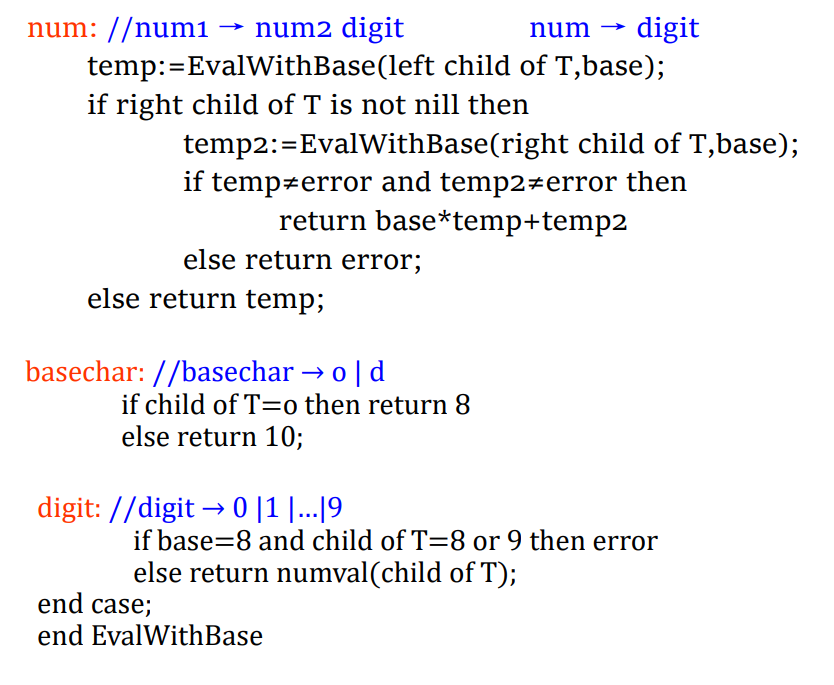 num: //num1 → num2 digit num → digit
temp:=EvalWithBase(left child of T,base);
if right child of T is not nill then
temp2:=EvalWithBase(right child of T,base);
if temp≠error and temp2≠error then
return base*temp+temp2
else return error;
else return temp;
basechar: //basechar → o | d
if child of T=o then return 8
else return 10;
digit: //digit → 0 |1 |...|9
if base=8 and child of T=8 or 9 then error
else return numval(child of T);
end case;
end EvalWithBase